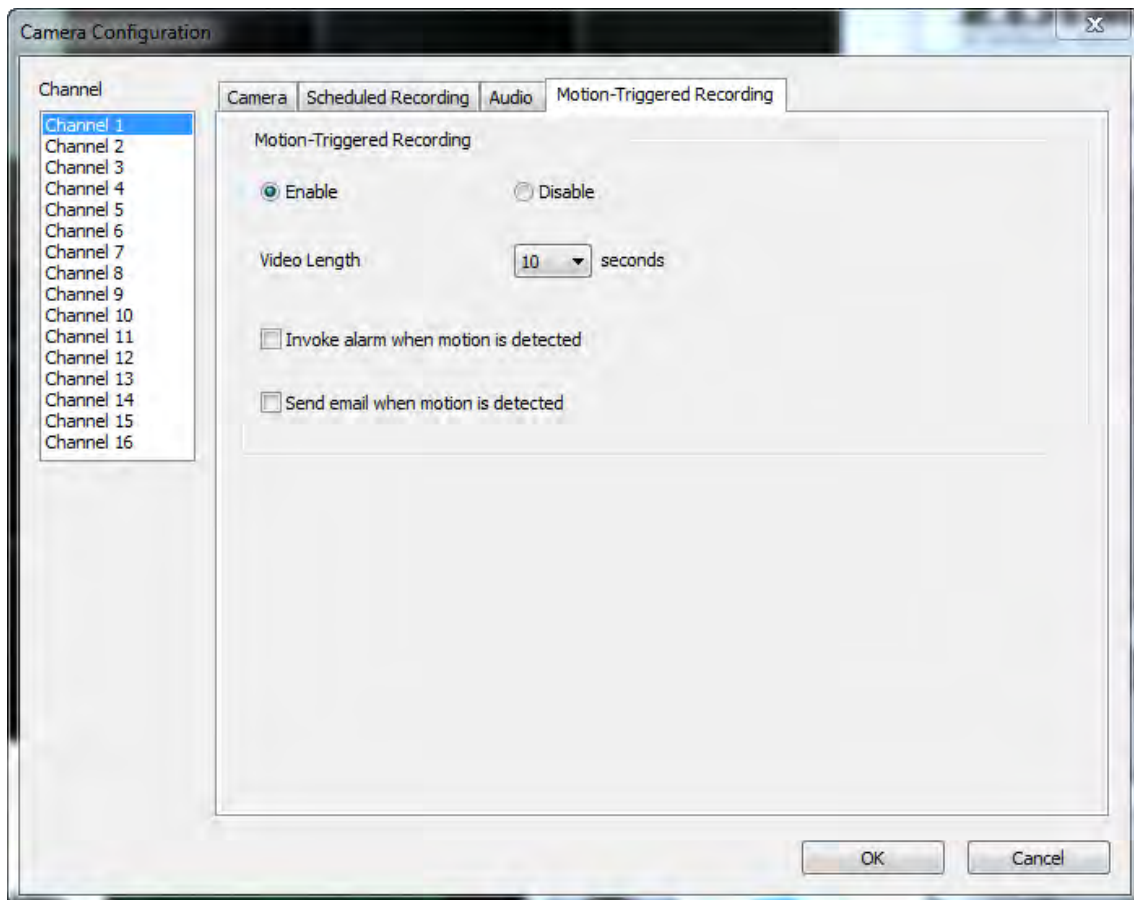 Camera Configuration
Channel
Channel 1
Channel 2
Channel 3
Channel 4
Channel 5
Channel 6
Channel 7
Channel 8
Channel 9
Channel 10
Channel 11
Channel 12
Channel 13
Channel 14
Channel 15
Channel 16
Camera Scheduled Recording Audio Motion-Triggered Recording
Motion-Triggered Recording
Enable Disable
Video Length 10 seconds
Invoke alarm when motion is detected
Send email when motion is detected
OK Cancel